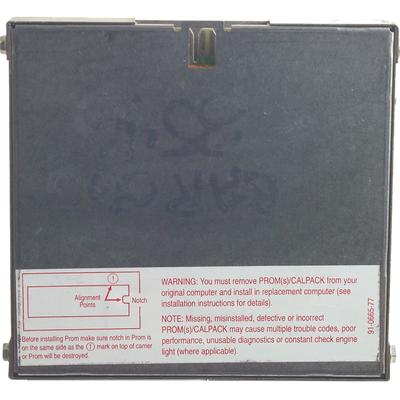 1
Alignment
Points
Notch
Before installing Prom make sure notch in Prom is
on the same side as the 1 mark on top of carrier
or Prom will be destroyed.
WARNING: You must remove PROM(s)/CALPACK from your
original computer and install in replacement computer (see
installation instructions for details).
NOTE: Missing, misinstalled, defective or incorrect
PROM(s)/CALPACK may cause multiple trouble codes, poor
performance, unusable diagnostics or constant check engine
light (where applicable).
91-0665-77